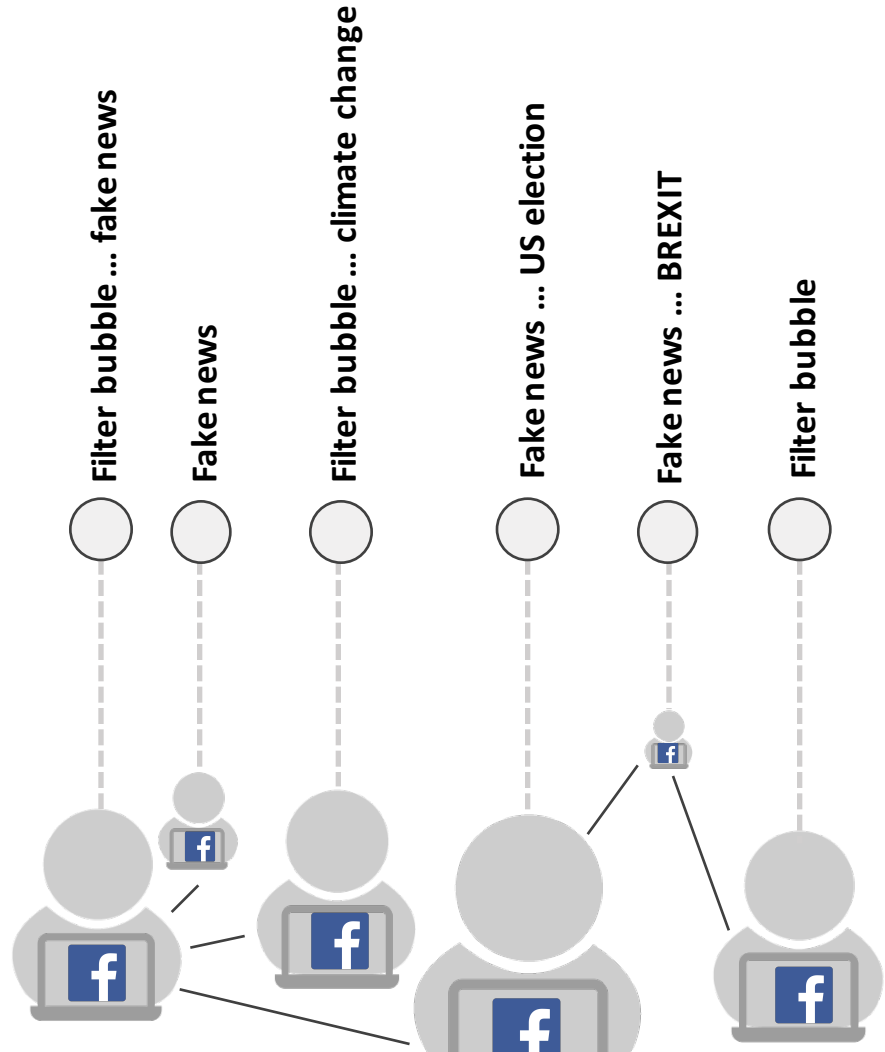 Filter bubble ... fake news
Fake news
Filter bubble ... climate change
Fake news ... US election
Fake news ... BREXIT
Filter bubble
f
f
f
f
f
f